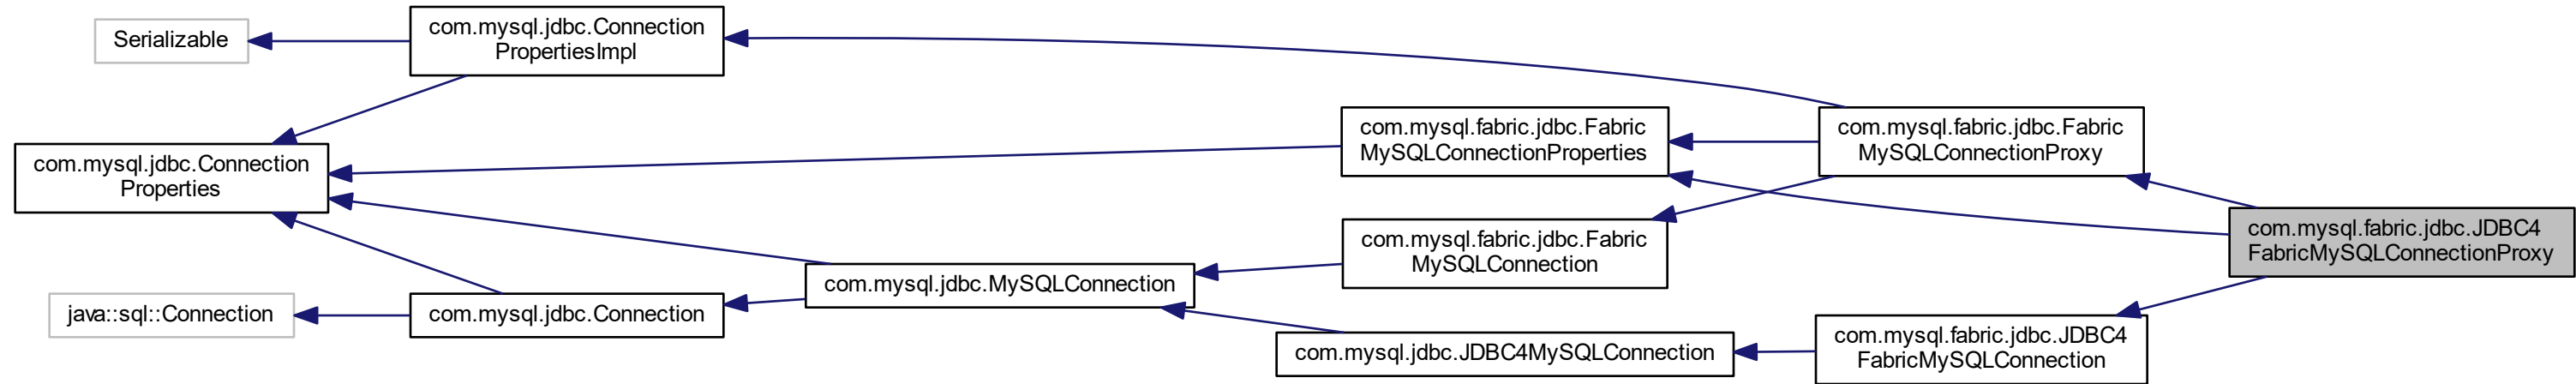 Serializable
com.mysql.jdbc.Connection
PropertiesImpl
com.mysql.jdbc.Connection
Properties
java::sql::Connection
com.mysql.jdbc.Connection
com.mysql.jdbc.MySQLConnection
com.mysql.fabric.jdbc.Fabric
MySQLConnectionProperties
com.mysql.fabric.jdbc.Fabric
MySQLConnection
com.mysql.jdbc.JDBC4MySQLConnection
com.mysql.fabric.jdbc.Fabric
MySQLConnectionProxy
com.mysql.fabric.jdbc.JDBC4
FabricMySQLConnection
com.mysql.fabric.jdbc.JDBC4
FabricMySQLConnectionProxy